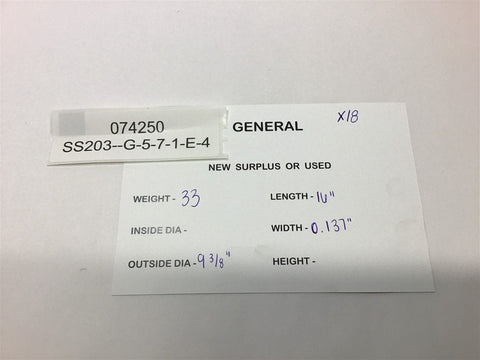 074250
SS203--G-5-7-1-E-4
GENERAL
X18
NEW SURPLUS OR USED
WEIGHT - 33
LENGTH - 16"
INSIDE DIA -
WIDTH - 0.137"
OUTSIDE DIA - 9 3/8"
HEIGHT -